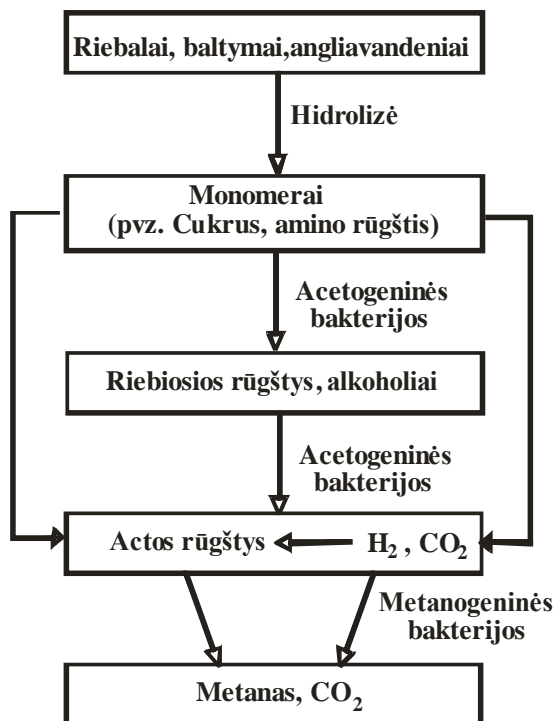 Riebalai, baltymai,angliavandeniai
Hidrolizė
Monomerai
(pvz. Cukrus, amino rūgštis)
Acetogeninės
bakterijos
Riebiosios rūgštys, alkoholiai
Acetogeninės
bakterijos
Actos rūgštys
H₂ , CO₂
Metanogeninės
bakterijos
Metanas, CO₂